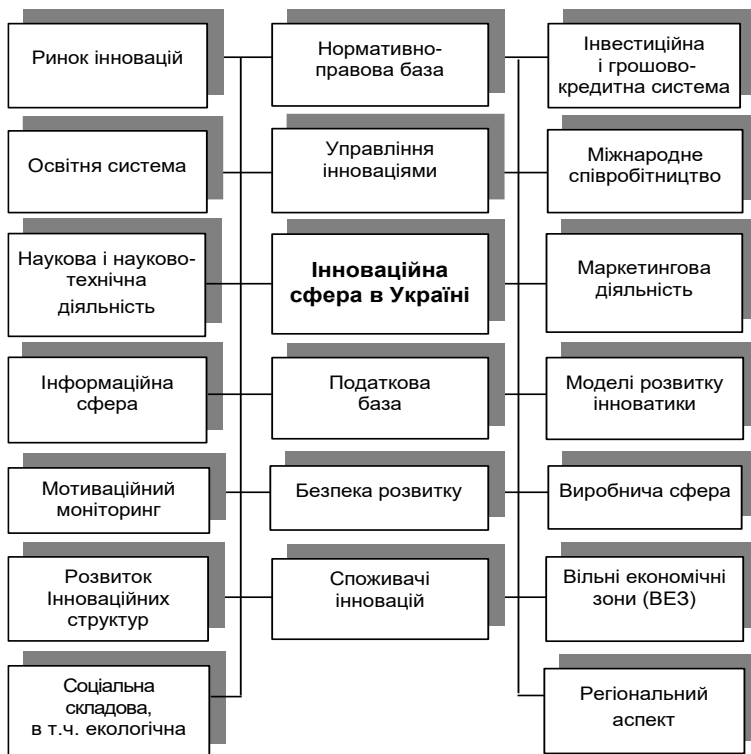 Ринок інновацій
Нормативно-
правова база
Інвестиційна
і грошово-
кредитна система
Освітня система
Управління
інноваціями
Міжнародне
співробітництво
Наукова і науково-
технічна
діяльність
Інноваційна
сфера в Україні
Маркетингова
діяльність
Інформаційна
сфера
Податкова
база
Моделі розвитку
інноватики
Мотиваційний
моніторинг
Безпека розвитку
Виробнича сфера
Розвиток
Інноваційних
структур
Споживачі
інновацій
Вільні економічні
зони (ВЕЗ)
Соціальна
складова,
в т.ч. екологічна
Регіональний
аспект